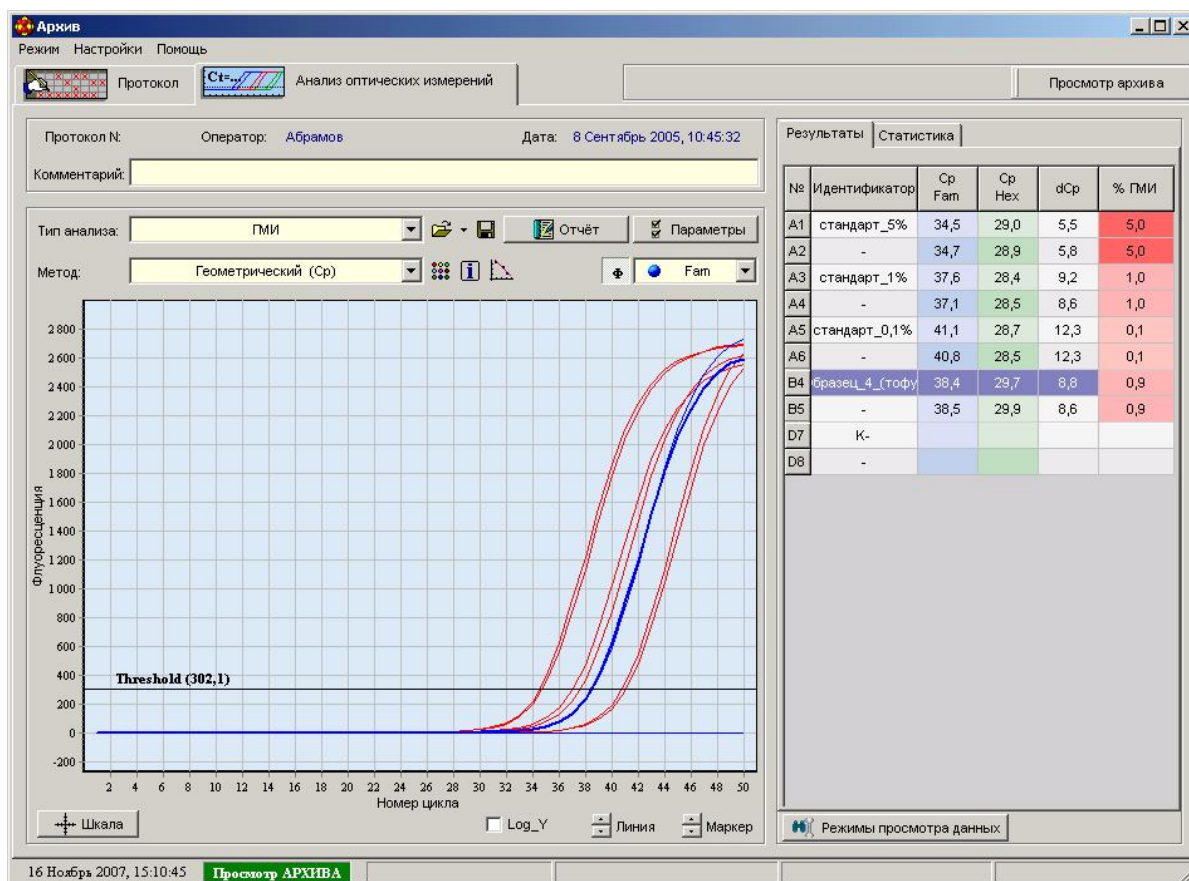 Архив
Режим Настройки Помощь
Протокол Ct=... Анализ оптических измерений Просмотр архива
Протокол N: Оператор: Абрамов Дата: 8 Сентябрь 2005, 10:45:32
Комментарий:
Тип анализа: ГМИ Отчёт Параметры
Метод: Геометрический (Cp) Ф Fam
2 800
2 600
2 400
2 200
2 000
1 800
1 600
1 400
1 200
1 000
800
600
400
200
0
-200
Флуоресценция
Threshold (302,1)
2 4 6 8 10 12 14 16 18 20 22 24 26 28 30 32 34 36 38 40 42 44 46 48 50
Номер цикла
Шкала Log_Y Линия Маркер
Результаты Статистика
№ Идентификатор Cp Fam Cp Hex dCp % ГМИ
A1 стандарт_5% 34,5 29,0 5,5 5,0
A2 - 34,7 28,9 5,8 5,0
A3 стандарт_1% 37,6 28,4 9,2 1,0
A4 - 37,1 28,5 8,6 1,0
A5 стандарт_0,1% 41,1 28,7 12,3 0,1
A6 - 40,8 28,5 12,3 0,1
B4 бразец_4_(тофу 38,4 29,7 8,8 0,9
B5 - 38,5 29,9 8,6 0,9
D7 К-
D8 -
Режимы просмотра данных
16 Ноябрь 2007, 15:10:45 Просмотр АРХИВА